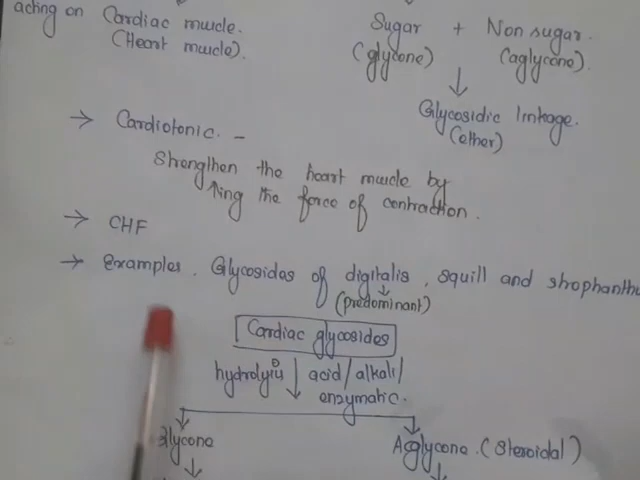 acting on Cardiac muscle.
(Heart muscle).
Sugar + Non sugar.
(glycone) (aglycone).
Glycosidic linkage.
(ether)
→ Cardiotonic. -
Strengthen the heart muscle by
↑ing the force of contraction.
→ CHF
→ Examples. Glycosides of digitalis, squill and strophanthu
(predominant)
Cardiac glycosides
hydrolysis acid/alkali/
enzymatic.
Glycone Aglycone. (Steroidal)